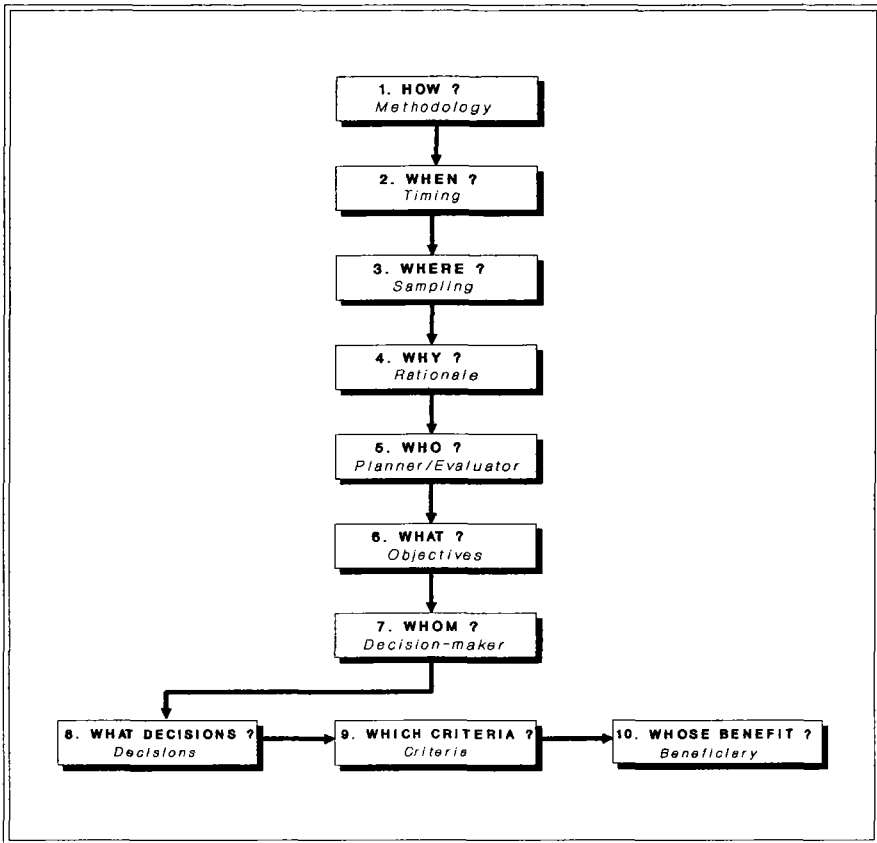 1. HOW ?
Methodology
2. WHEN ?
Timing
3. WHERE ?
Sampling
4. WHY ?
Rationale
5. WHO ?
Planner/Evaluator
6. WHAT ?
Objectives
7. WHOM ?
Decision-maker
8. WHAT DECISIONS ?
Decisions
9. WHICH CRITERIA ?
Criteria
10. WHOSE BENEFIT ?
Beneficiary